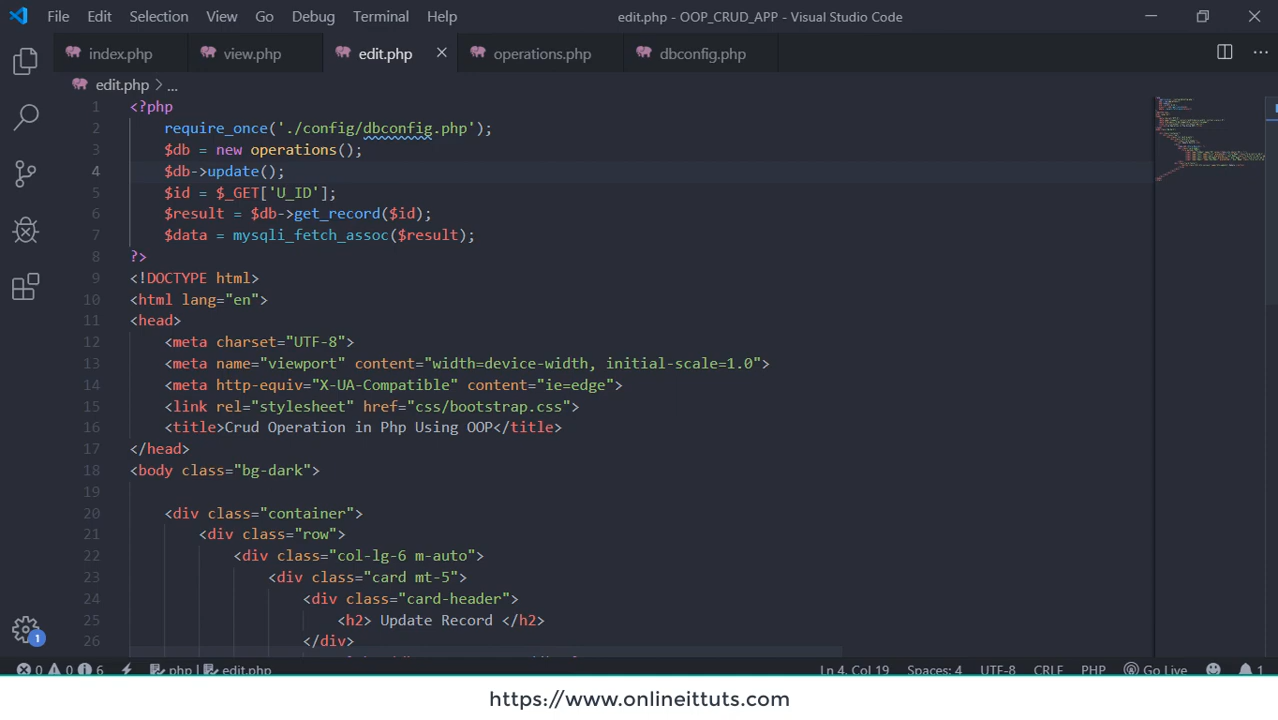 File Edit Selection View Go Debug Terminal Help edit.php - OOP_CRUD_APP - Visual Studio Code
index.php view.php edit.php operations.php dbconfig.php
edit.php > ...
1 <?php
2 require_once('./config/dbconfig.php');
3 $db = new operations();
4 $db->update();
5 $id = $_GET['U_ID'];
6 $result = $db->get_record($id);
7 $data = mysqli_fetch_assoc($result);
8 ?>
9 <!DOCTYPE html>
10 <html lang="en">
11 <head>
12 <meta charset="UTF-8">
13 <meta name="viewport" content="width=device-width, initial-scale=1.0">
14 <meta http-equiv="X-UA-Compatible" content="ie=edge">
15 <link rel="stylesheet" href="css/bootstrap.css">
16 <title>Crud Operation in Php Using OOP</title>
17 </head>
18 <body class="bg-dark">
19
20 <div class="container">
21 <div class="row">
22 <div class="col-lg-6 m-auto">
23 <div class="card mt-5">
24 <div class="card-header">
25 <h2> Update Record </h2>
26 </div>
1
0 0 6 php | edit.php Ln 4, Col 19 Spaces: 4 UTF-8 CRLF PHP Go Live 1
https://www.onlineittuts.com